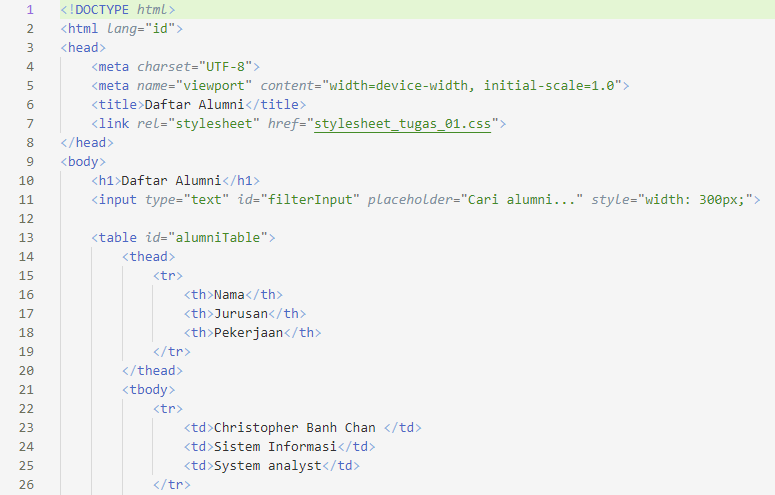 1 <!DOCTYPE html>
2 <html lang="id">
3 <head>
4 <meta charset="UTF-8">
5 <meta name="viewport" content="width=device-width, initial-scale=1.0">
6 <title>Daftar Alumni</title>
7 <link rel="stylesheet" href="stylesheet_tugas_01.css">
8 </head>
9 <body>
10 <h1>Daftar Alumni</h1>
11 <input type="text" id="filterInput" placeholder="Cari alumni..." style="width: 300px;">
12
13 <table id="alumniTable">
14 <thead>
15 <tr>
16 <th>Nama</th>
17 <th>Jurusan</th>
18 <th>Pekerjaan</th>
19 </tr>
20 </thead>
21 <tbody>
22 <tr>
23 <td>Christopher Banh Chan </td>
24 <td>Sistem Informasi</td>
25 <td>System analyst</td>
26 </tr>